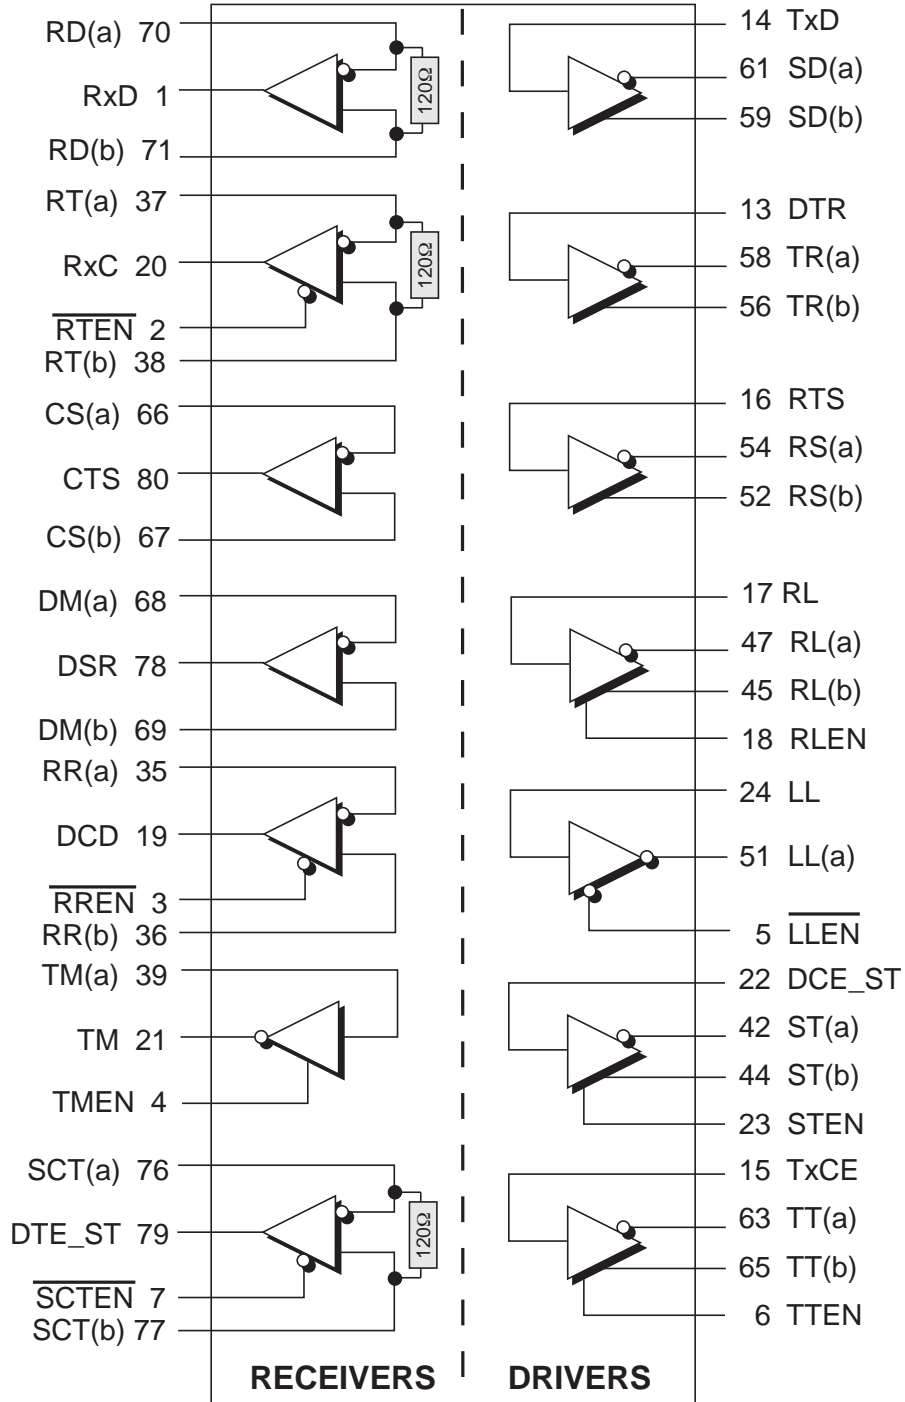 RD(a) 70
RxD 1
RD(b) 71
120Ω
RT(a) 37
RxC 20
RTEN 2
RT(b) 38
120Ω
CS(a) 66
CTS 80
CS(b) 67
DM(a) 68
DSR 78
DM(b) 69
RR(a) 35
DCD 19
RREN 3
RR(b) 36
TM(a) 39
TM 21
TMEN 4
SCT(a) 76
DTE_ST 79
SCTEN 7
SCT(b) 77
120Ω
RECEIVERS
14 TxD
61 SD(a)
59 SD(b)
13 DTR
58 TR(a)
56 TR(b)
16 RTS
54 RS(a)
52 RS(b)
17 RL
47 RL(a)
45 RL(b)
18 RLEN
24 LL
51 LL(a)
5 LLEN
22 DCE_ST
42 ST(a)
44 ST(b)
23 STEN
15 TxCE
63 TT(a)
65 TT(b)
6 TTEN
DRIVERS